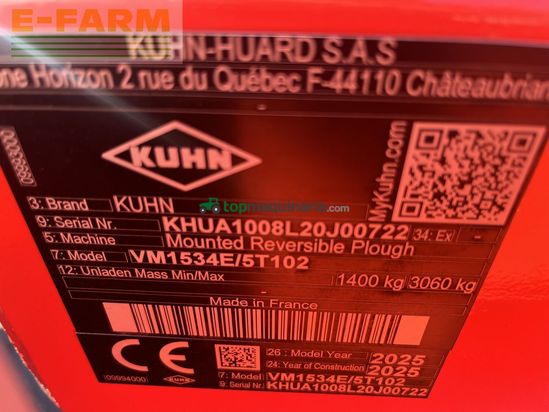 E-FARM
KUHN-HUARD S.A.S
one Horizon 2 rue du Québec F-44110 Châteaubrian
KUHN
MyKuhn.com
topmaquinaria.com
3: Brand KUHN
9: Serial Nr. KHUA1008L20J00722 34: Ex -
5: Machine Mounted Reversible Plough
7: Model VM1534E/5T102
12: Unladen Mass Min/Max 1400 kg 3060 kg
Made in France
CE
26 : Model Year 2025
24: Year of Construction 2025
7: Model VM1534E/5T102
9: Serial Nr. KHUA1008L20J00722
09994000
KUHN